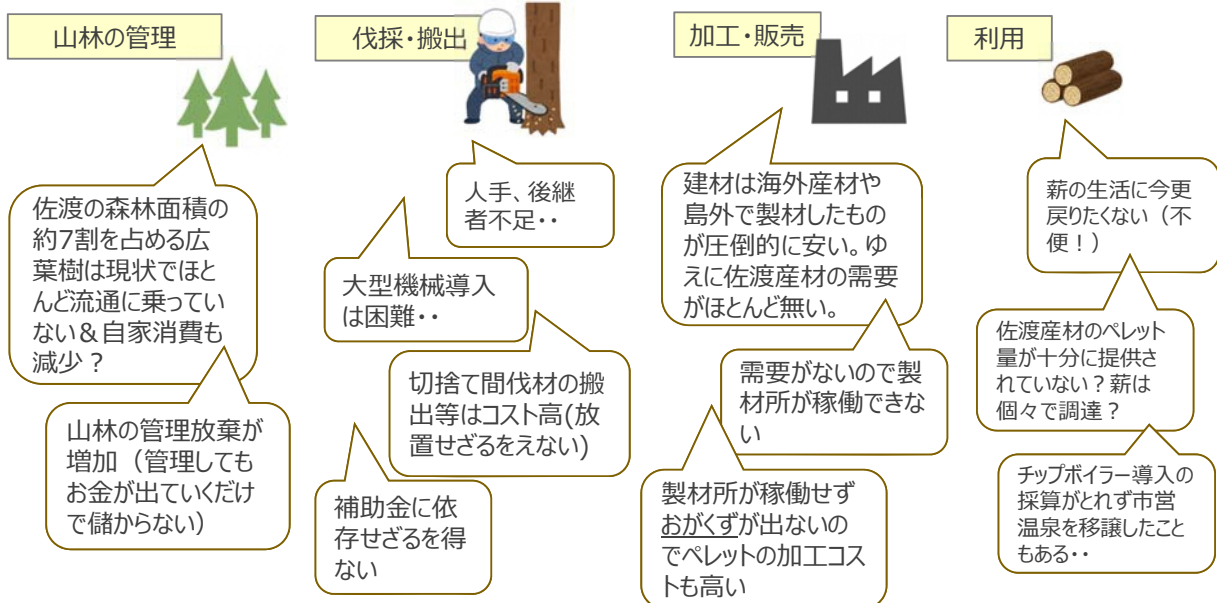 山林の管理
佐渡の森林面積の
約7割を占める広
葉樹は現状でほと
んど流通に乗ってい
ない＆自家消費も
減少？
山林の管理放棄が
増加（管理しても
お金が出ていくだけ
で儲からない）
伐採・搬出
人手、後継
者不足・・
大型機械導入
は困難・・
切捨て間伐材の搬
出等はコスト高(放
置せざるをえない)
補助金に依
存せざるを得
ない
加工・販売
建材は海外産材や
島外で製材したもの
が圧倒的に安い。ゆ
えに佐渡産材の需要
がほとんど無い。
需要がないので製
材所が稼働できな
い
製材所が稼働せず
おがくずが出ないの
でペレットの加工コス
トも高い
利用
薪の生活に今更
戻りたくない（不
便！）
佐渡産材のペレット
量が十分に提供さ
れていない？薪は
個々で調達？
チップボイラー導入の
採算がとれず市営
温泉を移譲したこと
もある・・